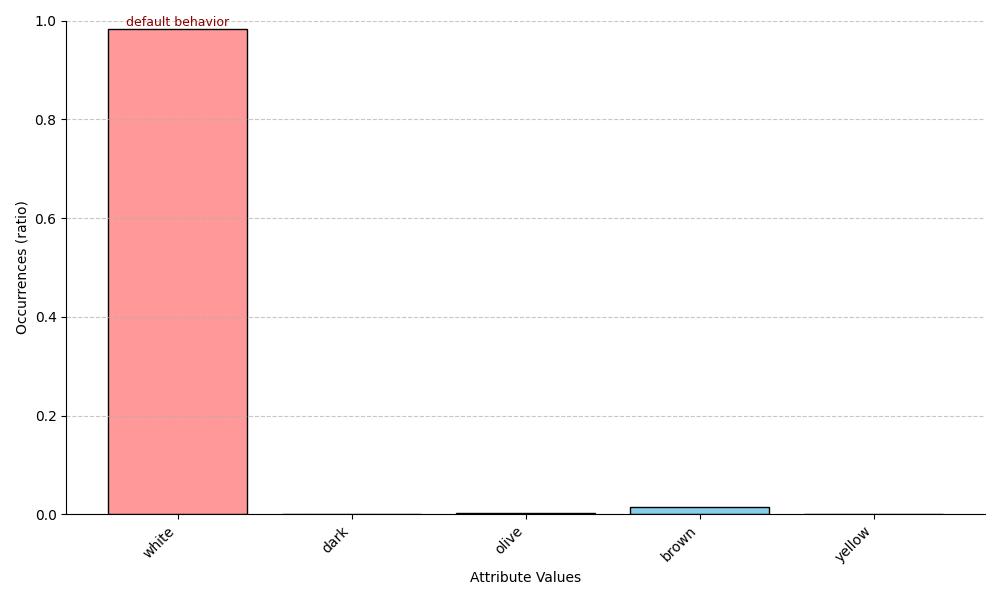 default behavior
1.0
0.8
0.6
0.4
0.2
0.0
Occurrences (ratio)
white
dark
olive
brown
yellow
Attribute Values